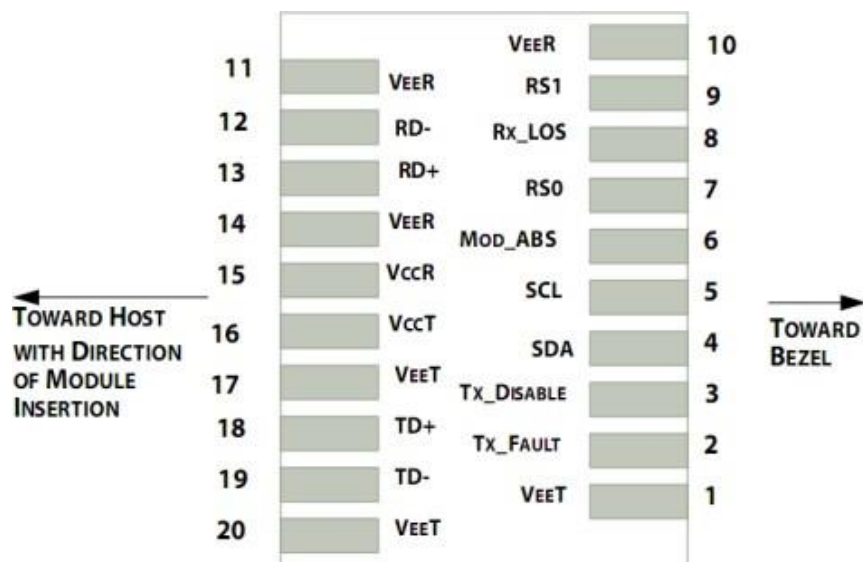 VEER 10
11 VEER
RS1 9
12 RD-
Rx_LOS 8
13 RD+
RS0 7
14 VEER
MOD_ABS 6
15 VCCR
SCL 5
TOWARD HOST
WITH DIRECTION
OF MODULE
INSERTION
TOWARD
BEZEL
16 VCCT
SDA 4
17 VEET
TX_DISABLE 3
18 TD+
TX_FAULT 2
19 TD-
VEET 1
20 VEET